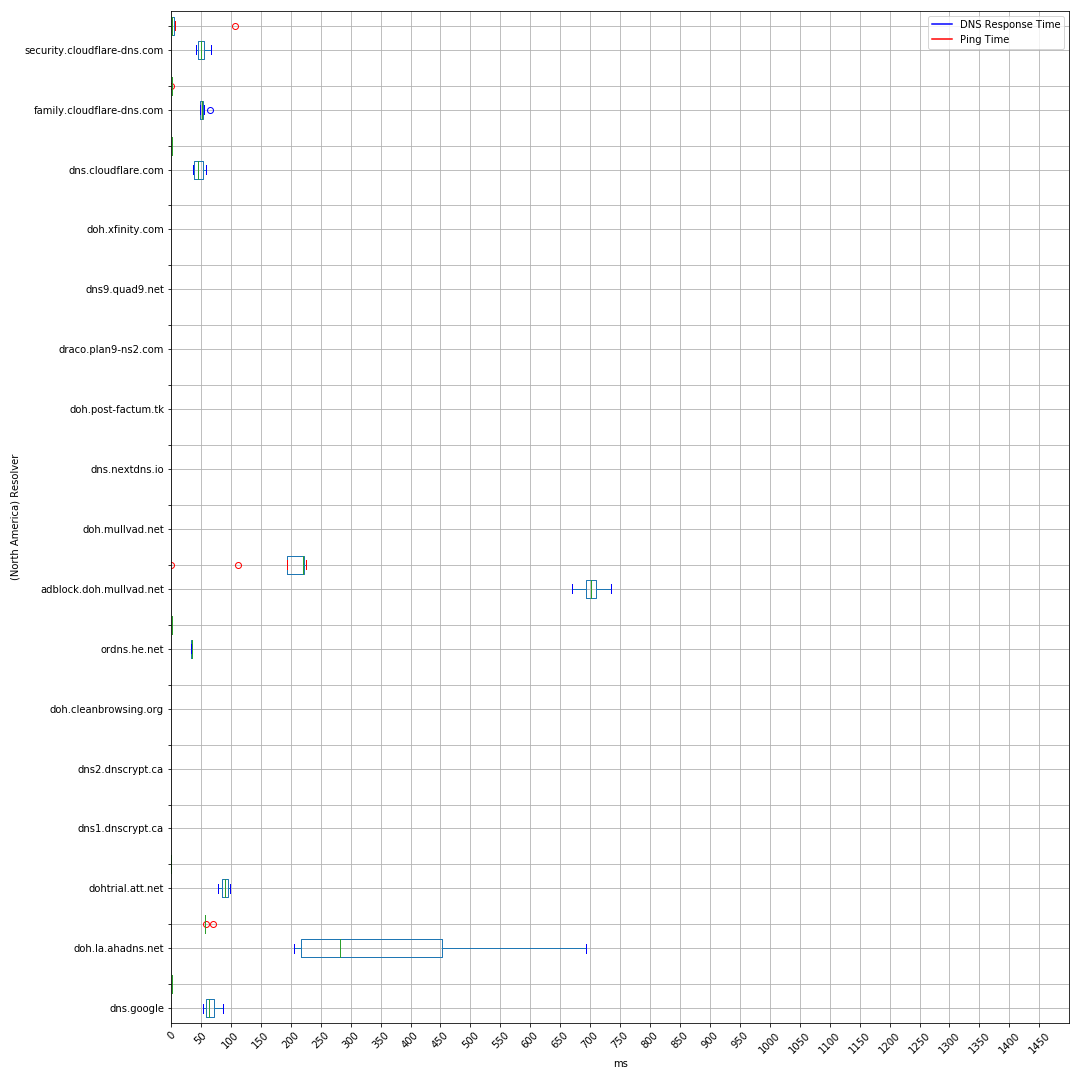 DNS Response Time
Ping Time
security.cloudflare-dns.com
family.cloudflare-dns.com
dns.cloudflare.com
doh.xfinity.com
dns9.quad9.net
draco.plan9-ns2.com
doh.post-factum.tk
dns.nextdns.io
doh.mullvad.net
adblock.doh.mullvad.net
ordns.he.net
doh.cleanbrowsing.org
dns2.dnscrypt.ca
dns1.dnscrypt.ca
dohtrial.att.net
doh.la.ahadns.net
dns.google
(North America) Resolver
0 50 100 150 200 250 300 350 400 450 500 550 600 650 700 750 800 850 900 950 1000 1050 1100 1150 1200 1250 1300 1350 1400 1450
ms